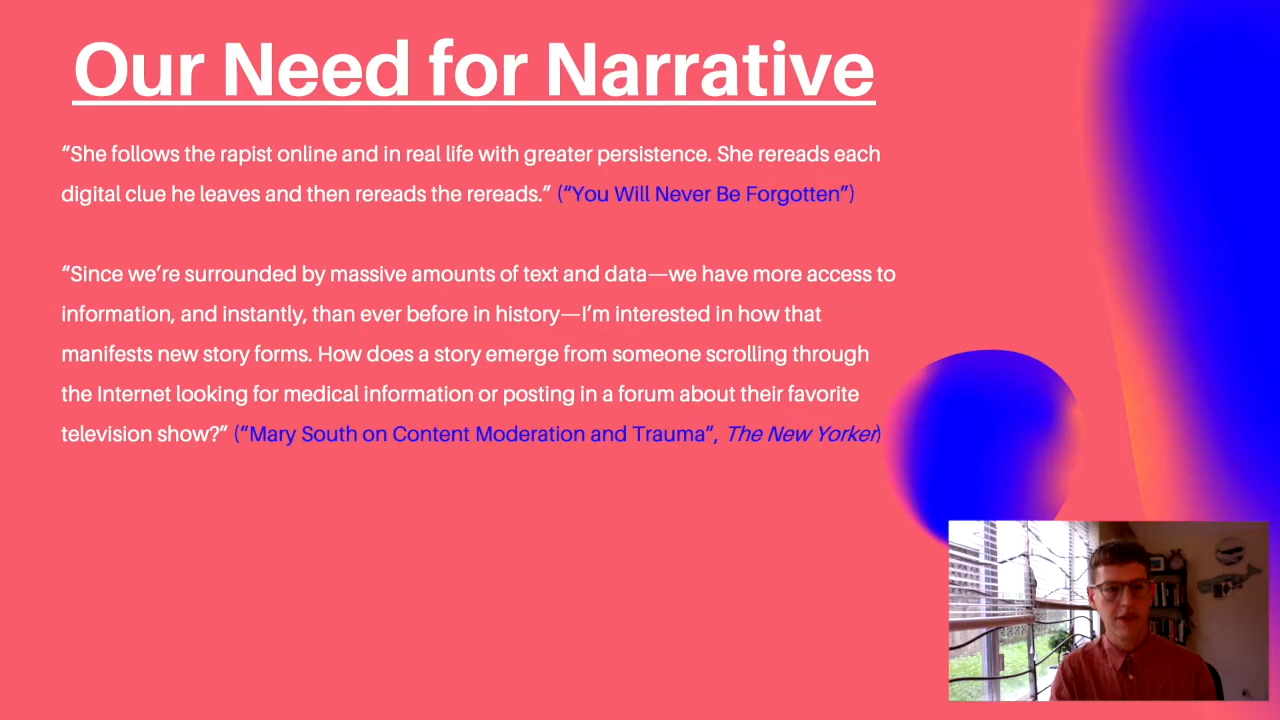 Our Need for Narrative
“She follows the rapist online and in real life with greater persistence. She rereads each
digital clue he leaves and then rereads the rereads.” (“You Will Never Be Forgotten”)
“Since we’re surrounded by massive amounts of text and data—we have more access to
information, and instantly, than ever before in history—I’m interested in how that
manifests new story forms. How does a story emerge from someone scrolling through
the Internet looking for medical information or posting in a forum about their favorite
television show?” (“Mary South on Content Moderation and Trauma”, The New Yorker)